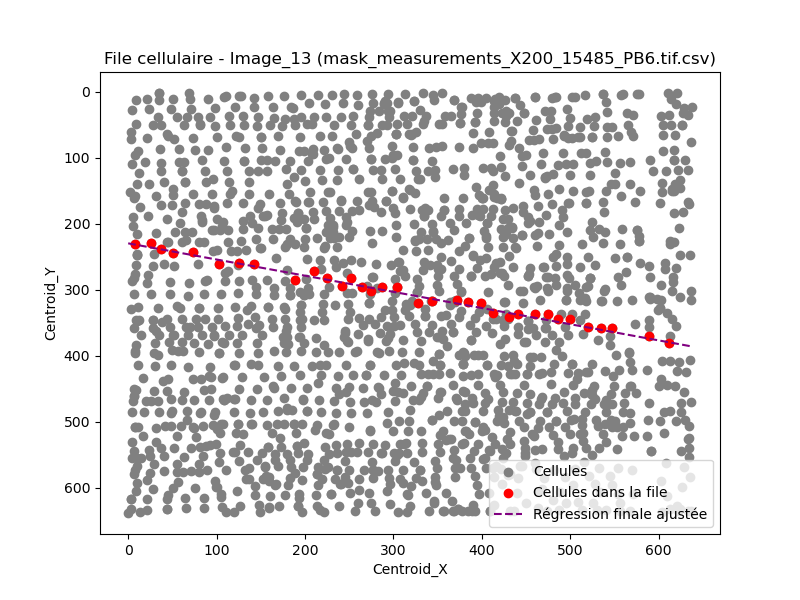 File cellulaire - Image_13 (mask_measurements_X200_15485_PB6.tif.csv)
0
100
200
300
400
500
600
Centroid_Y
Cellules
Cellules dans la file
Régression finale ajustée
0 100 200 300 400 500 600
Centroid_X